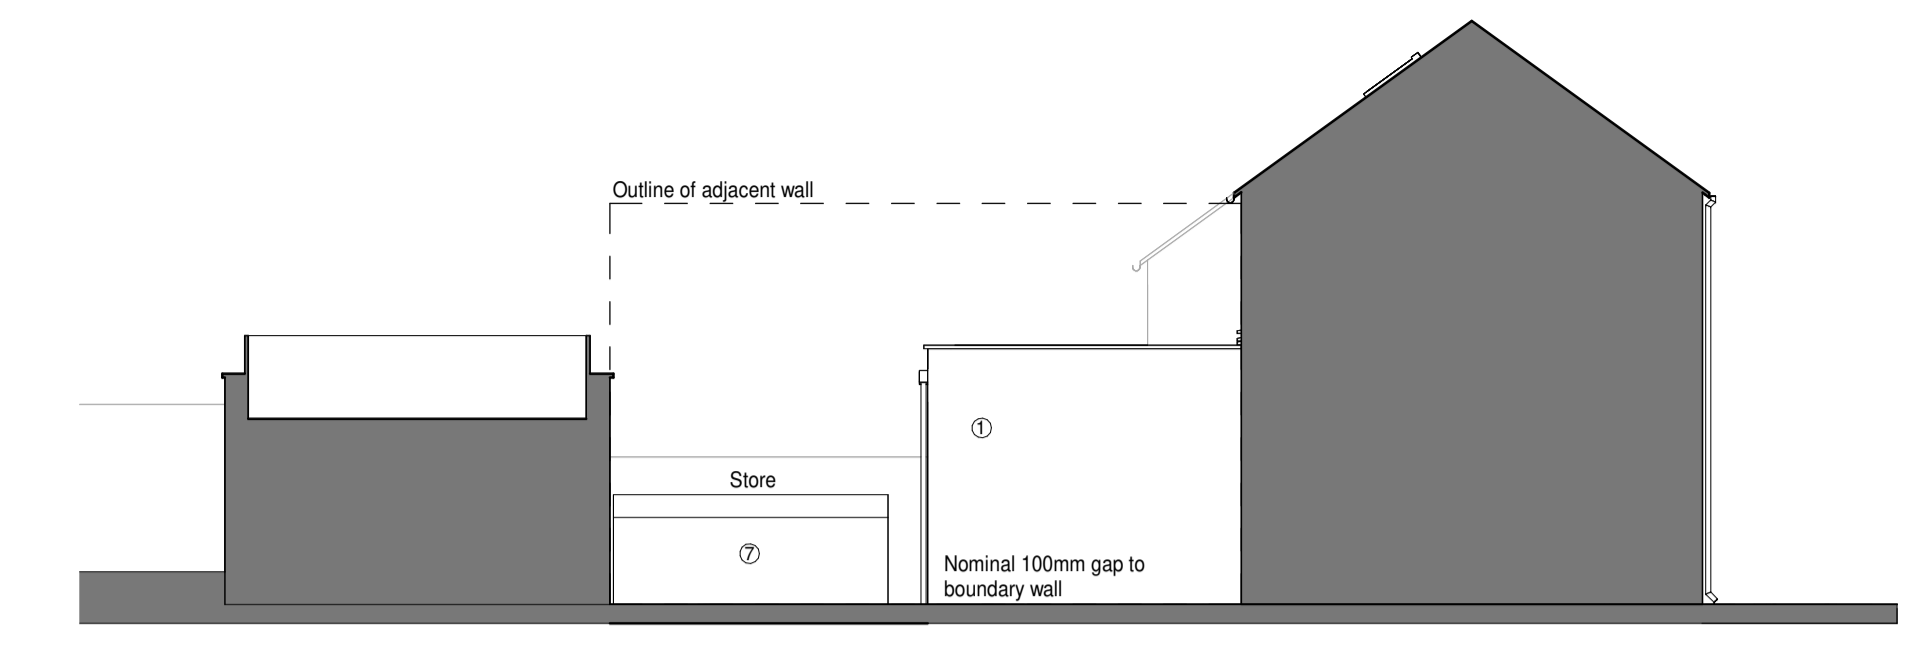 Outline of adjacent wall
①
Store
⑦
Nominal 100mm gap to
boundary wall